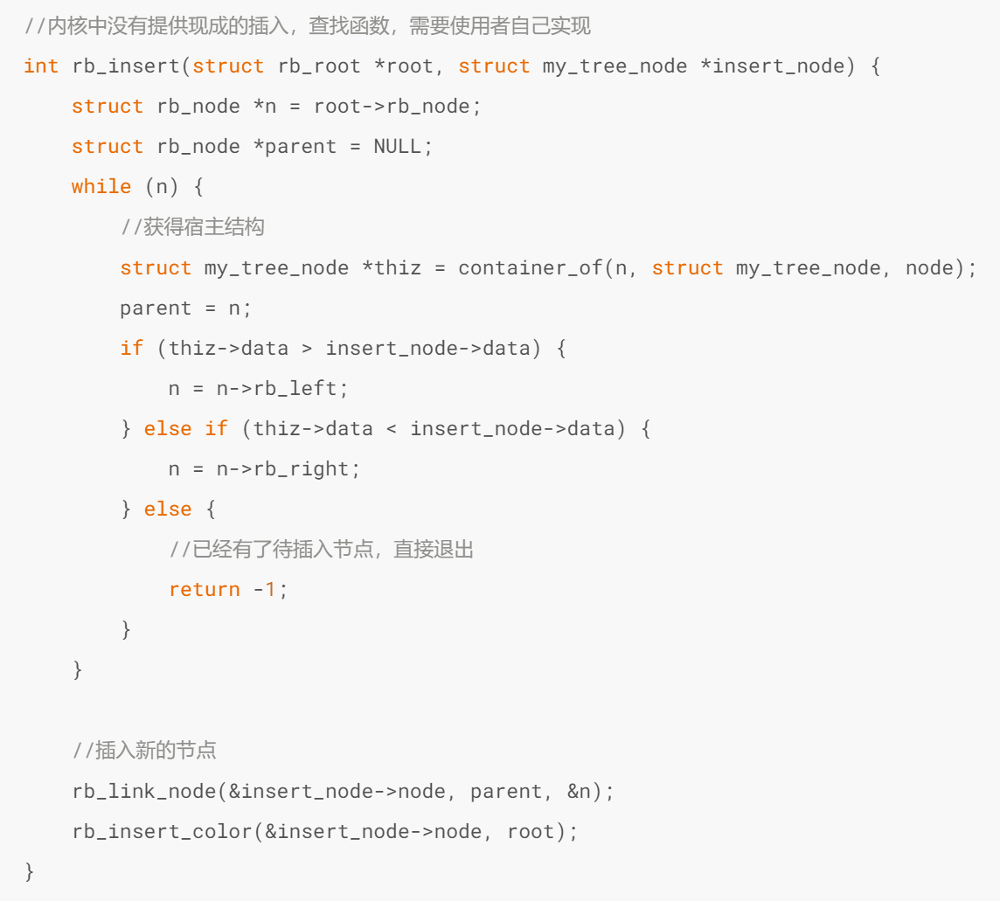 //内核中没有提供现成的插入，查找函数，需要使用者自己实现
int rb_insert(struct rb_root *root, struct my_tree_node *insert_node) {
    struct rb_node *n = root->rb_node;
    struct rb_node *parent = NULL;
    while (n) {
        //获得宿主结构
        struct my_tree_node *thiz = container_of(n, struct my_tree_node, node);
        parent = n;
        if (thiz->data > insert_node->data) {
            n = n->rb_left;
        } else if (thiz->data < insert_node->data) {
            n = n->rb_right;
        } else {
            //已经有了待插入节点，直接退出
            return -1;
        }
    }

    //插入新的节点
    rb_link_node(&insert_node->node, parent, &n);
    rb_insert_color(&insert_node->node, root);
}